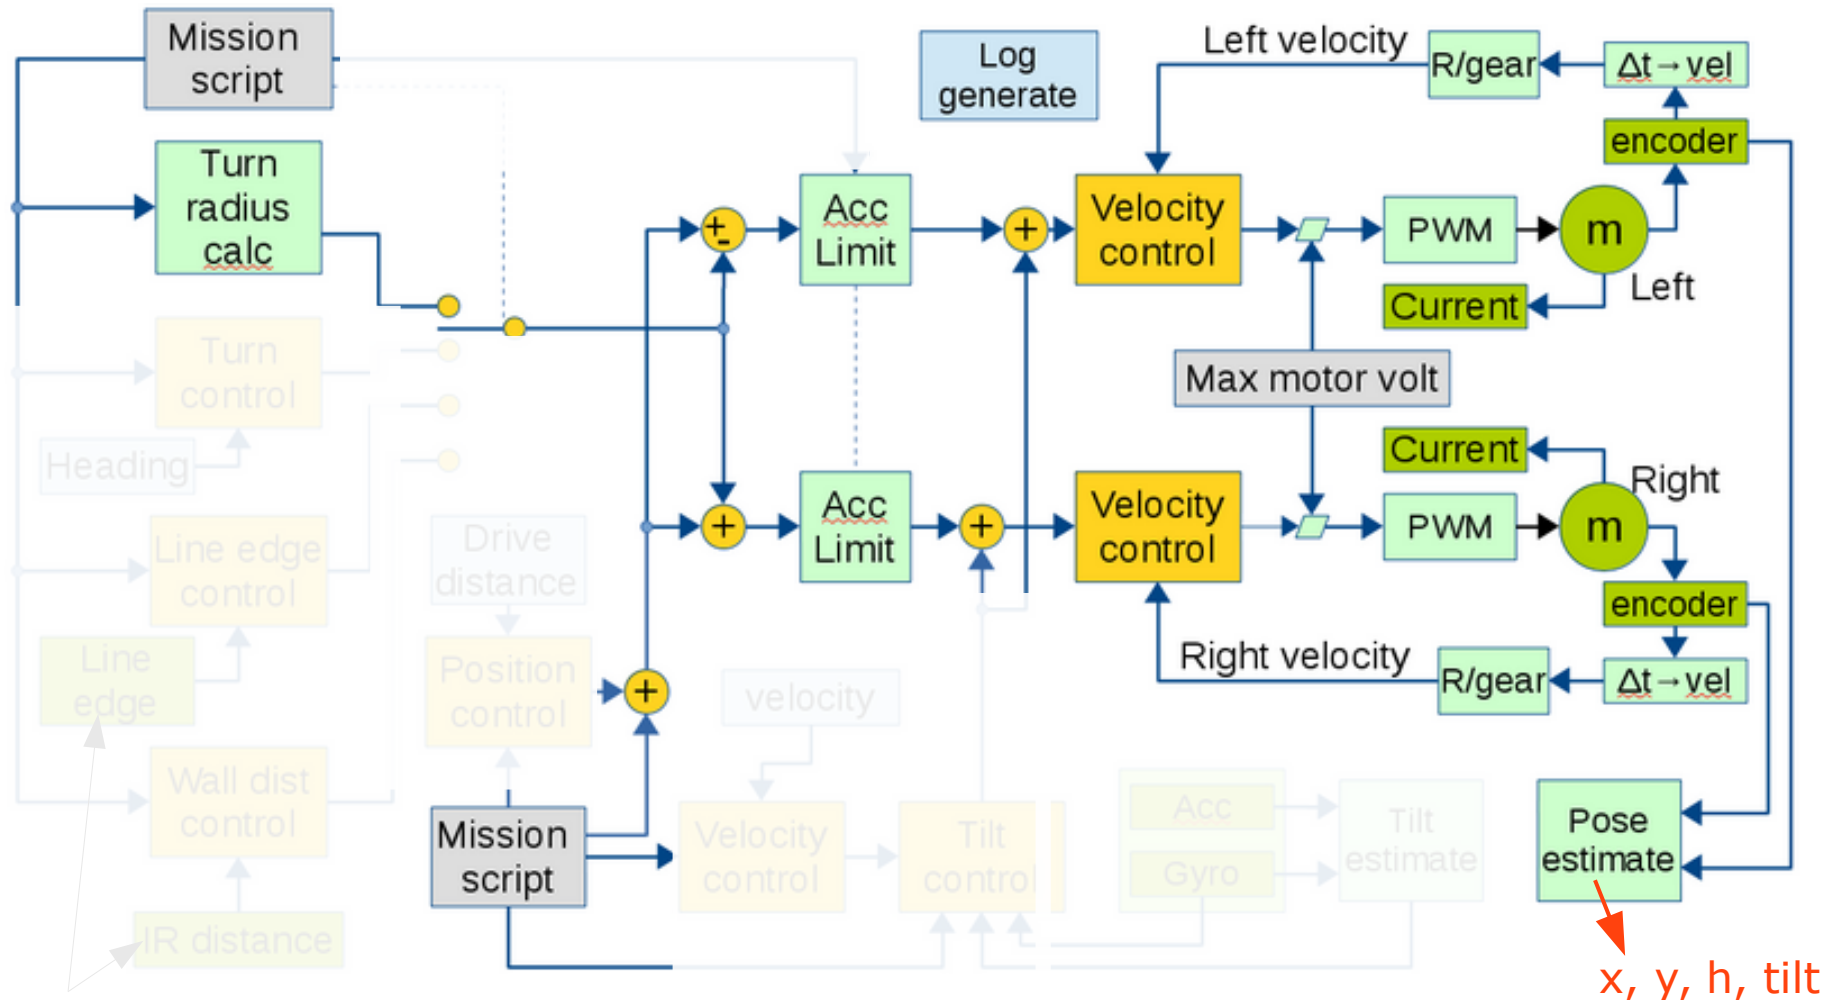 Mission
script
Log
generate
Left velocity
R/gear
Δt→vel
encoder
Turn
radius
calc
+
-
Acc
Limit
+
Velocity
control
PWM
m
Left
Current
Turn
control
Max motor volt
Heading
Current
Right
Line edge
control
Drive
distance
+
Acc
Limit
+
Velocity
control
PWM
m
encoder
Line
edge
Position
control
+
velocity
Right velocity
R/gear
Δt→vel
Wall dist
control
Mission
script
Velocity
control
Tilt
control
Acc
Gyro
Tilt
estimate
Pose
estimate
IR distance
x, y, h, tilt